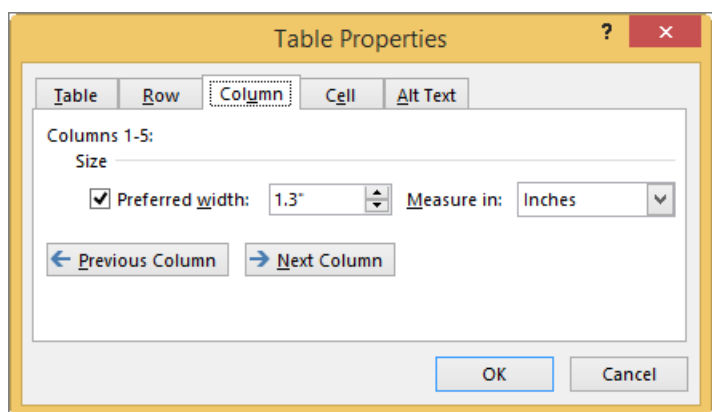 Table Properties ? ×
Table Row Column Cell Alt Text
Columns 1-5:
Size
Preferred width: 1.3" Measure in: Inches
Previous Column Next Column
OK Cancel